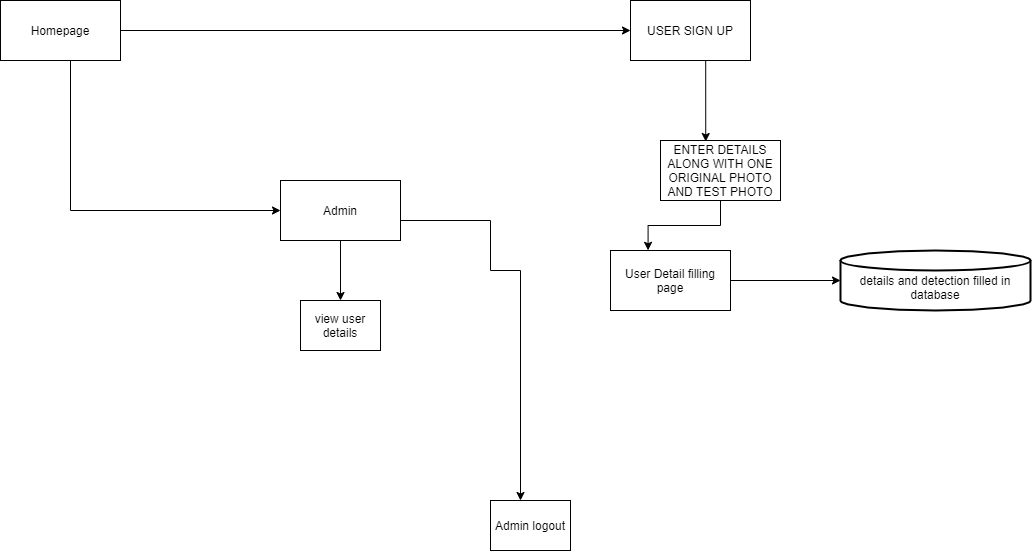 Homepage
USER SIGN UP
ENTER DETAILS
ALONG WITH ONE
ORIGINAL PHOTO
AND TEST PHOTO
Admin
User Detail filling
page
details and detection filled in
database
view user
details
Admin logout